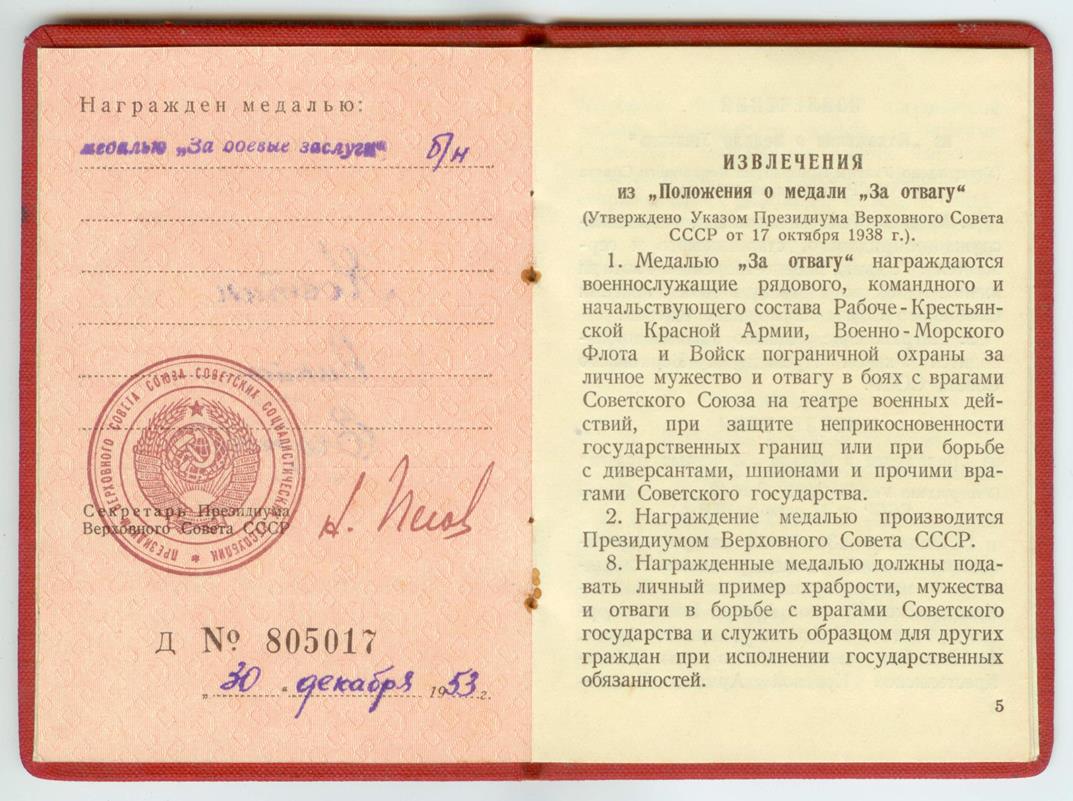 Награжден медалью:
медалью „За боевые заслуги“ б/н
ПРЕЗИДИУМ ВЕРХОВНОГО СОВЕТА СОЮЗА СОВЕТСКИХ СОЦИАЛИСТИЧЕСКИХ РЕСПУБЛИК
Секретарь Президиума
Верховного Совета СССР
Д № 805017
„30“ декабря 1953 г.
ИЗВЛЕЧЕНИЯ
из „Положения о медали „За отвагу“
(Утверждено Указом Президиума Верховного Совета
СССР от 17 октября 1938 г.).
1. Медалью „За отвагу“ награждаются
военнослужащие рядового, командного и
начальствующего состава Рабоче-Крестьян-
ской Красной Армии, Военно-Морского
Флота и Войск пограничной охраны за
личное мужество и отвагу в боях с врагами
Советского Союза на театре военных дей-
ствий, при защите неприкосновенности
государственных границ или при борьбе
с диверсантами, шпионами и прочими вра-
гами Советского государства.
2. Награждение медалью производится
Президиумом Верховного Совета СССР.
8. Награжденные медалью должны пода-
вать личный пример храбрости, мужества
и отваги в борьбе с врагами Советского
государства и служить образцом для других
граждан при исполнении государственных
обязанностей.
5